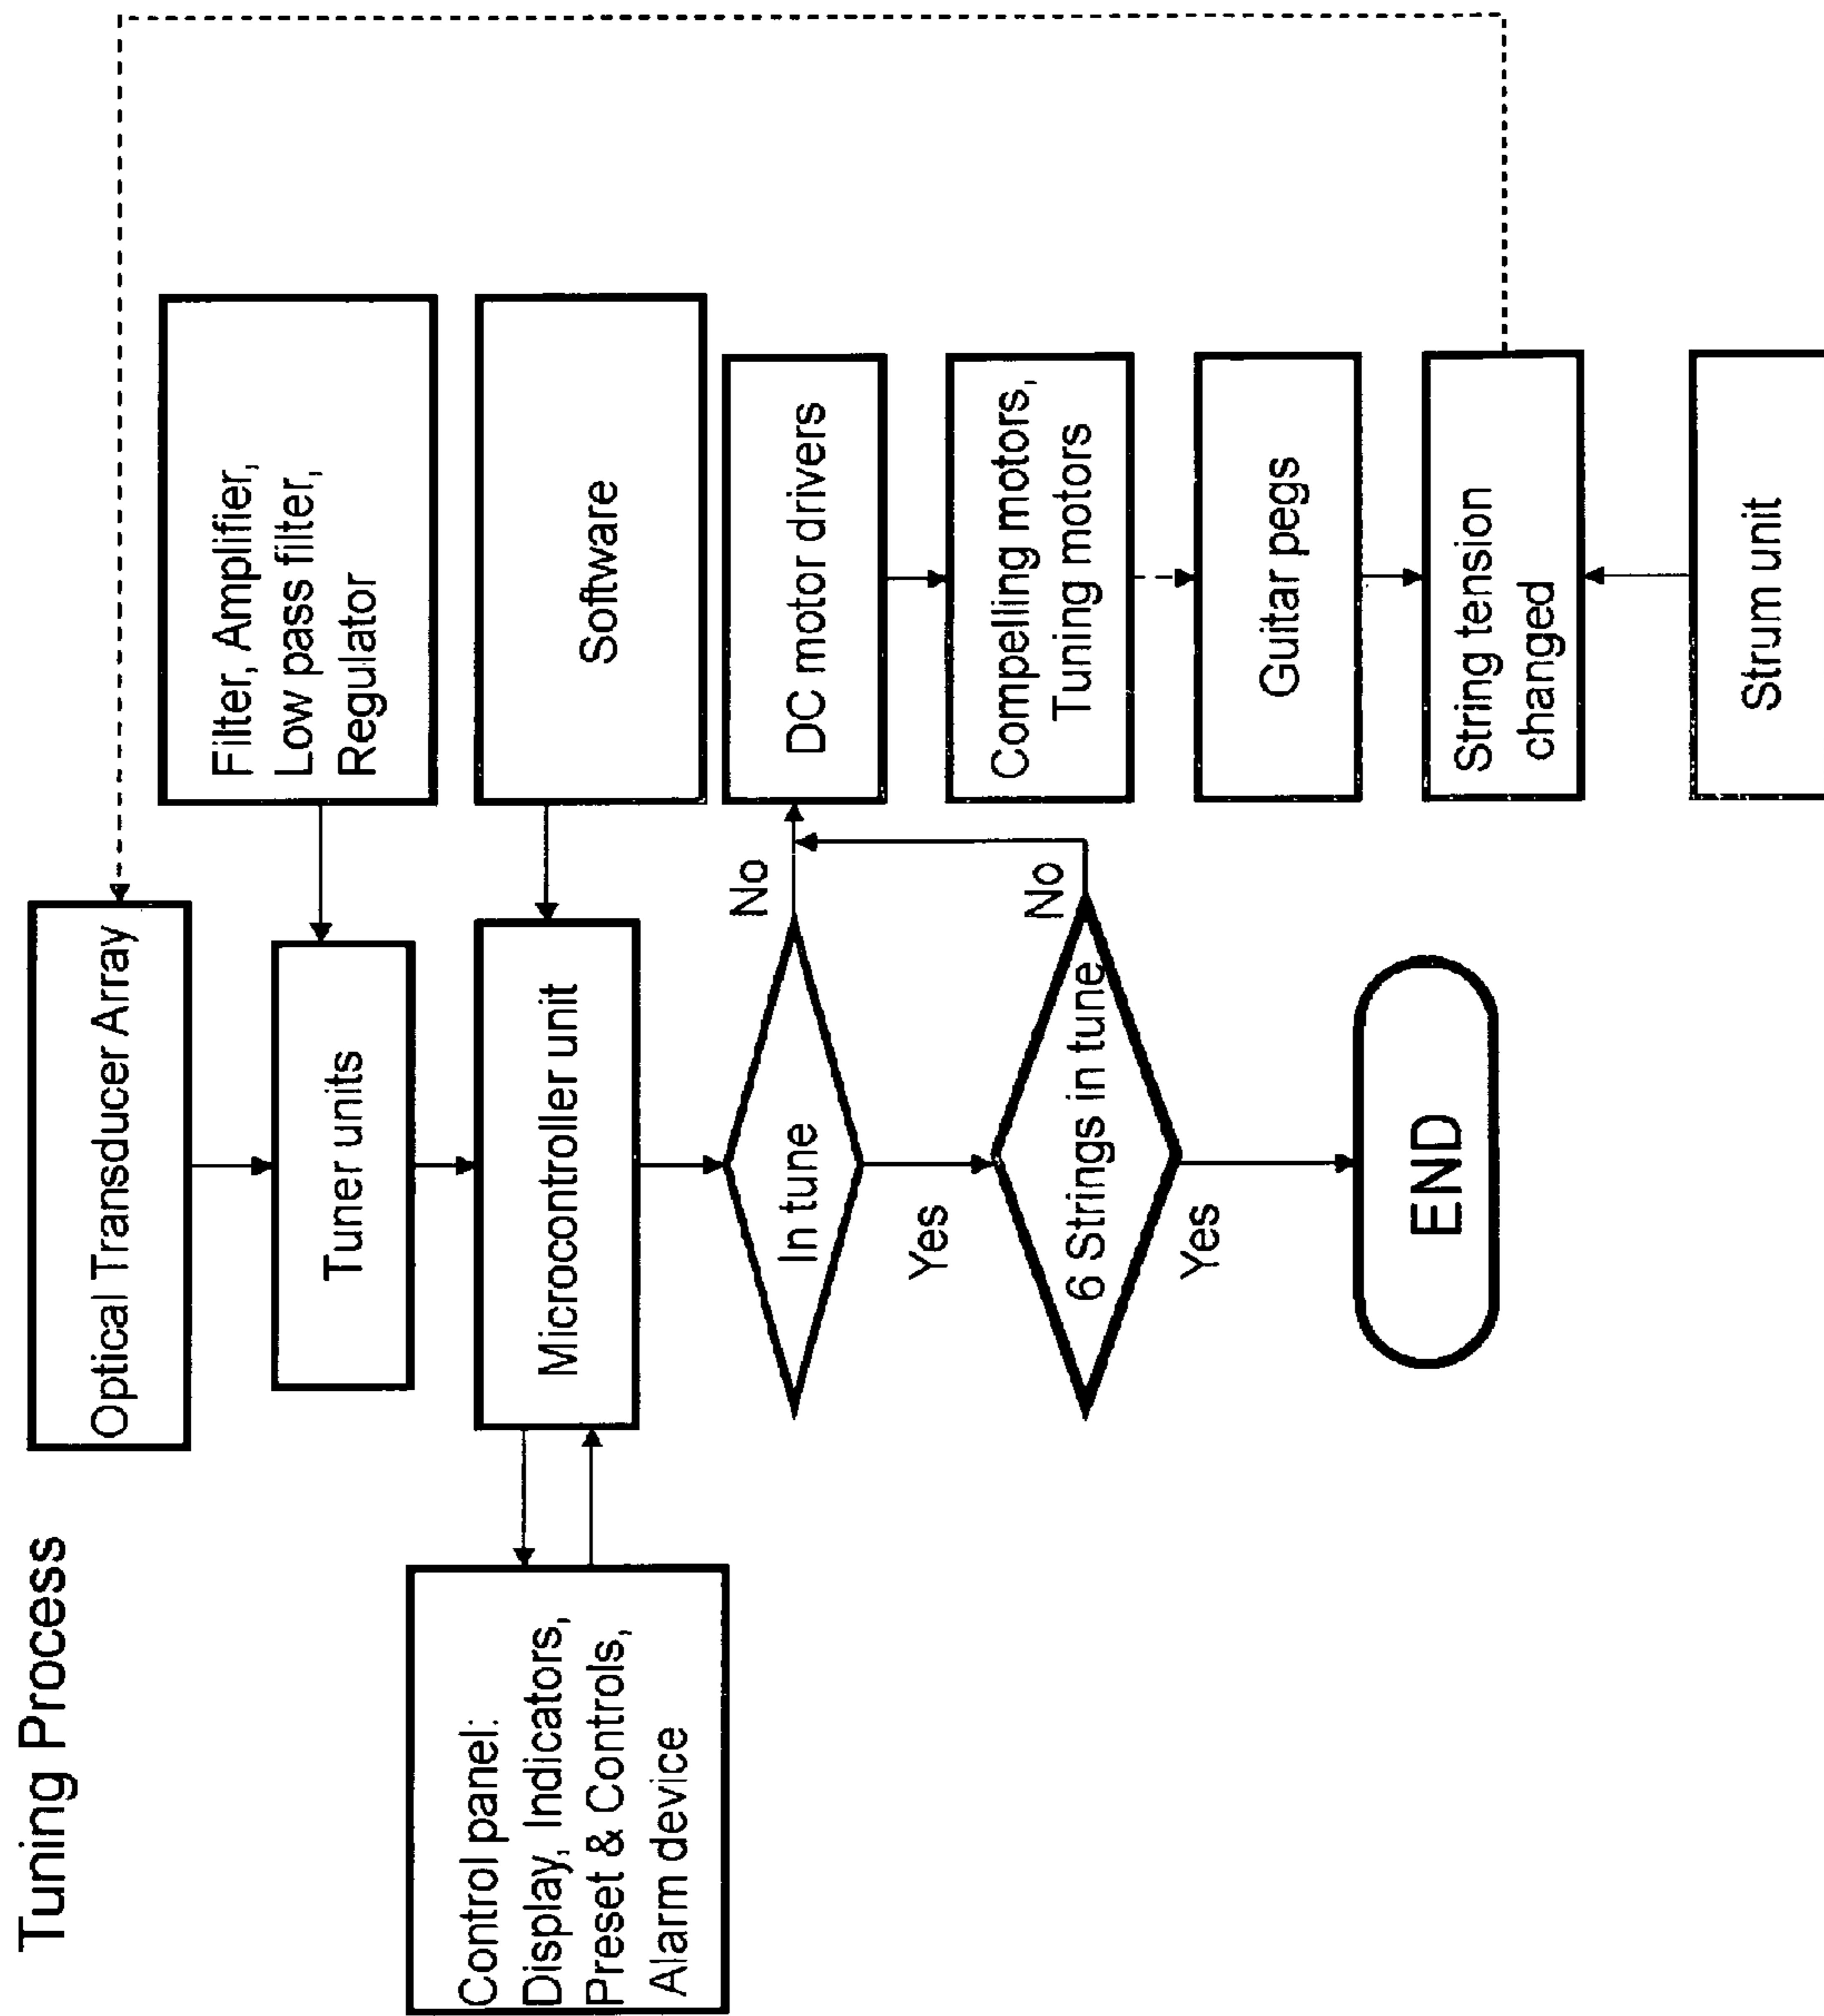 Tuning Process
Optical Transducer Array
Filter, Amplifier,
Low pass filter,
Regulator
Tuner units
Control panel:
Display, Indicators,
Preset & Controls,
Alarm device
Microcontroller unit
Software
In tune
No
Yes
DC motor drivers
6 Strings in tune
No
Yes
Compelling motors,
Tuning motors
Guitar pegs
END
String tension
changed
Strum unit